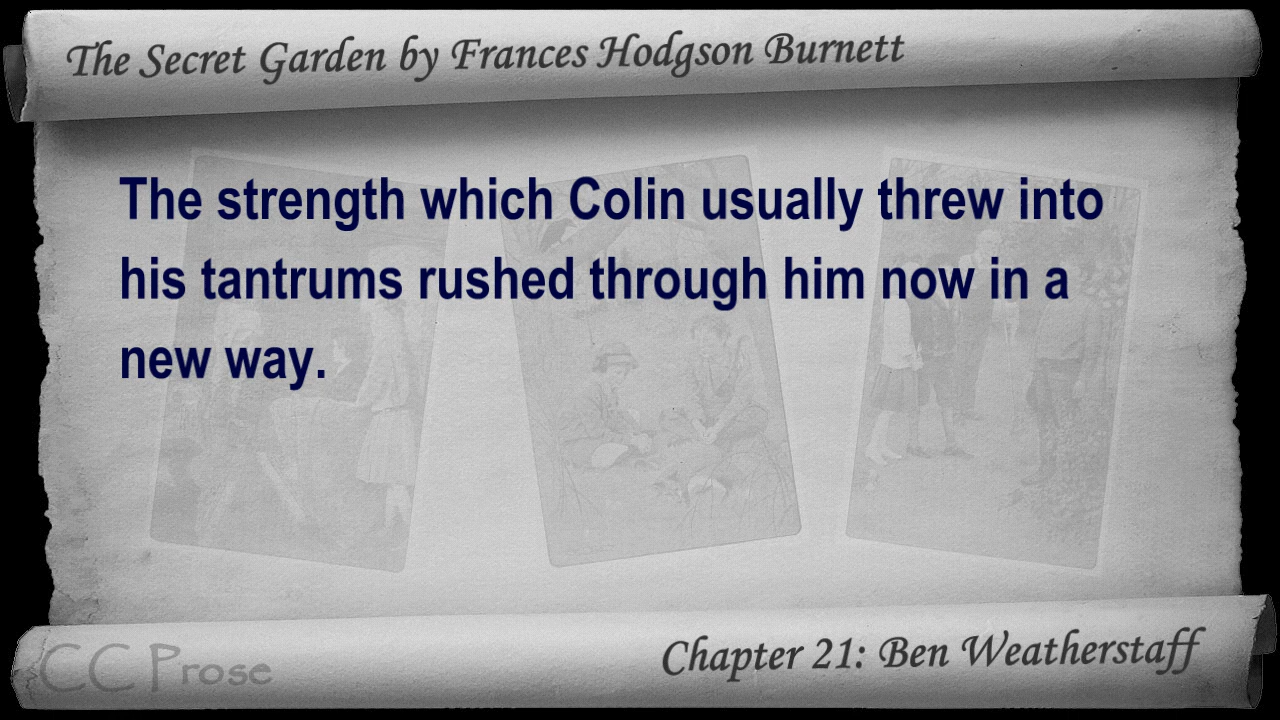 The Secret Garden by Frances Hodgson Burnett
The strength which Colin usually threw into
his tantrums rushed through him now in a
new way.
CC Prose
Chapter 21: Ben Weatherstaff